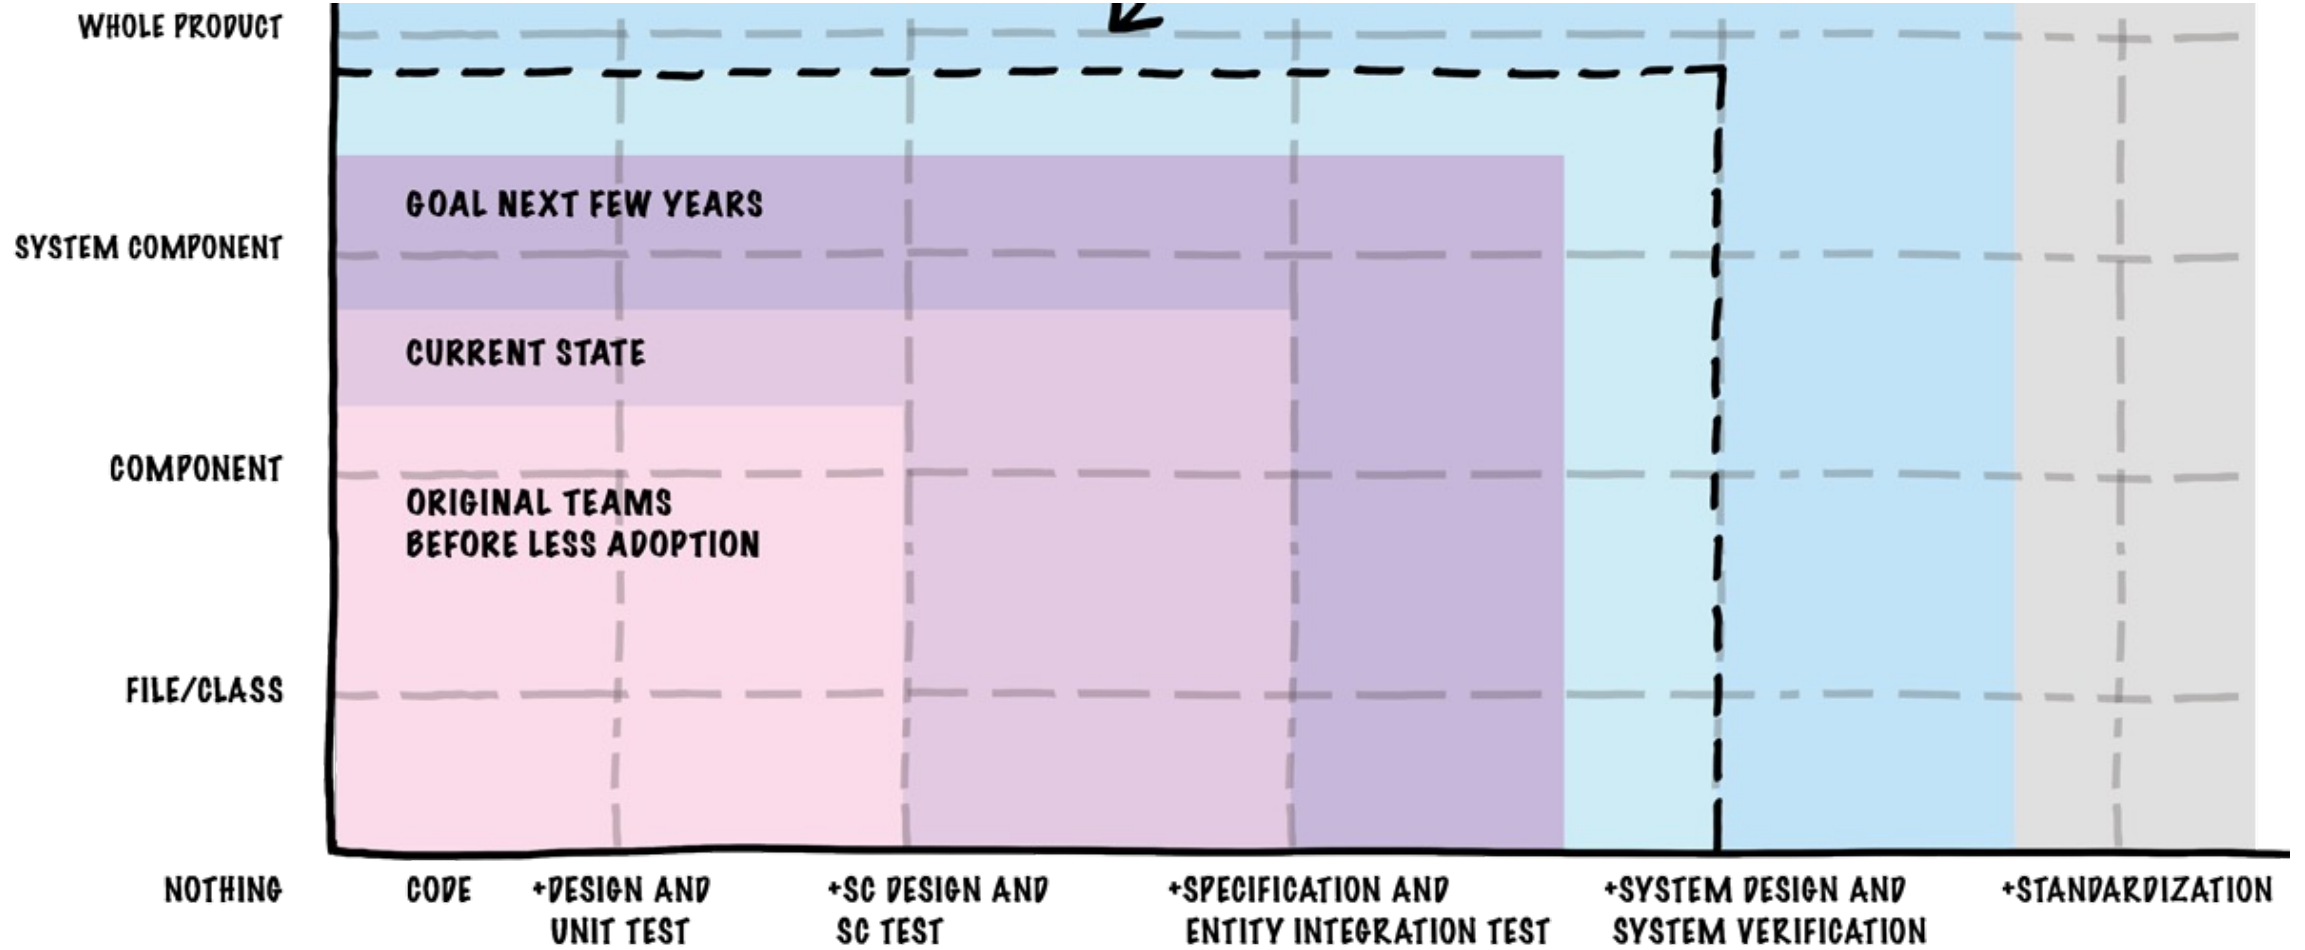 WHOLE PRODUCT
GOAL NEXT FEW YEARS
SYSTEM COMPONENT
CURRENT STATE
COMPONENT
ORIGINAL TEAMS
BEFORE LESS ADOPTION
FILE/CLASS
NOTHING
CODE
+DESIGN AND
UNIT TEST
+SC DESIGN AND
SC TEST
+SPECIFICATION AND
ENTITY INTEGRATION TEST
+SYSTEM DESIGN AND
SYSTEM VERIFICATION
+STANDARDIZATION